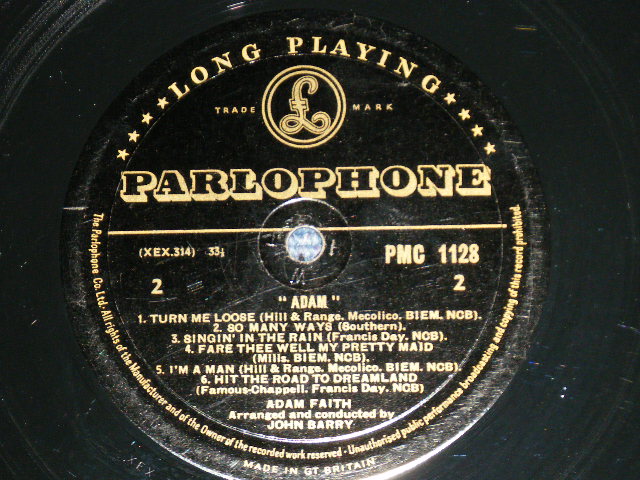 ★★★★★ LONG PLAYING ★★★★★
TRADE £ MARK
PARLOPHONE
(XEX.314) 33⅓
PMC 1128
2
2
" ADAM "
1. TURN ME LOOSE (Hill & Range. Mecolico. BIEM. NCB).
2. SO MANY WAYS (Southern).
3. SINGIN' IN THE RAIN (Francis Day. NCB).
4. FARE THEE WELL MY PRETTY MAID
(Mills. BIEM. NCB).
5. I'M A MAN (Hill & Range. Mecolico. BIEM. NCB).
6. HIT THE ROAD TO DREAMLAND
(Famous-Chappell. Francis Day. NCB)
ADAM FAITH
Arranged and conducted by
JOHN BARRY
The Parlophone Co. Ltd. All rights of the Manufacturer and of the Owner of the recorded work reserved · Unauthorised public performance broadcasting and copying of this record prohibited.
MADE IN GT BRITAIN
XEX